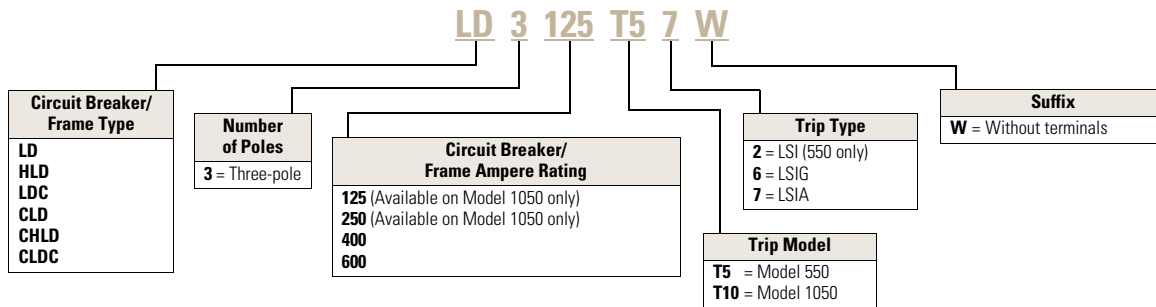 LD 3 125 T5 7 W
Circuit Breaker/
Frame Type
LD
HLD
LDC
CLD
CHLD
CLDC
Number
of Poles
3 = Three-pole
Circuit Breaker/
Frame Ampere Rating
125 (Available on Model 1050 only)
250 (Available on Model 1050 only)
400
600
Trip Model
T5 = Model 550
T10 = Model 1050
Trip Type
2 = LSI (550 only)
6 = LSIG
7 = LSIA
Suffix
W = Without terminals